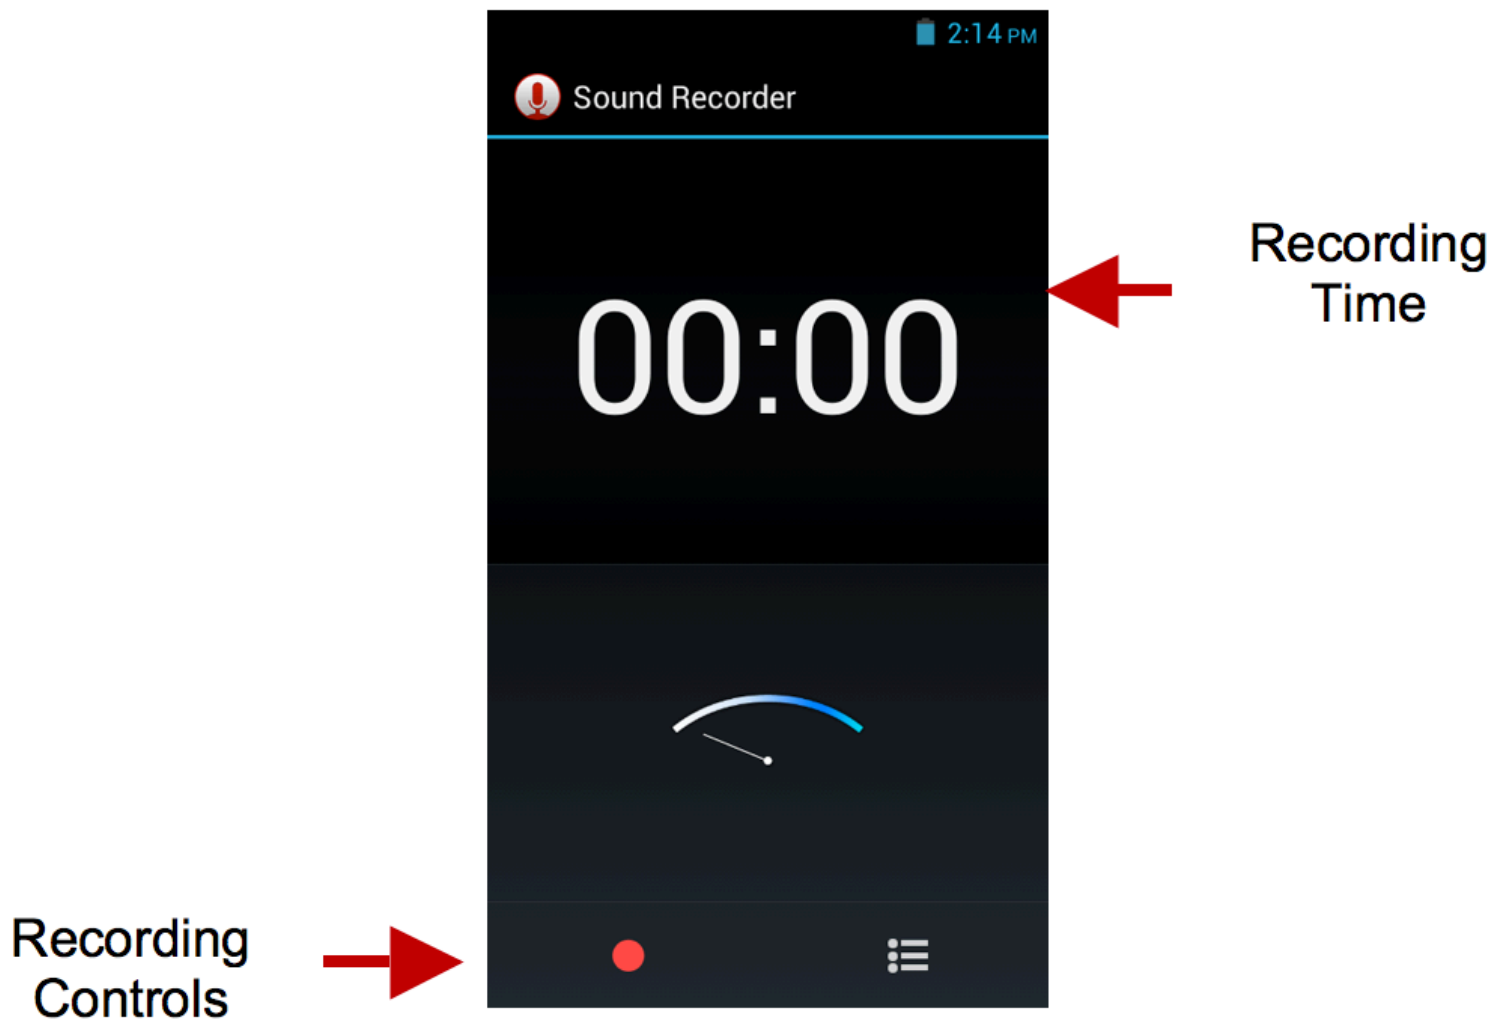 2:14 PM
Sound Recorder
Recording
Time
00:00
Recording
Controls